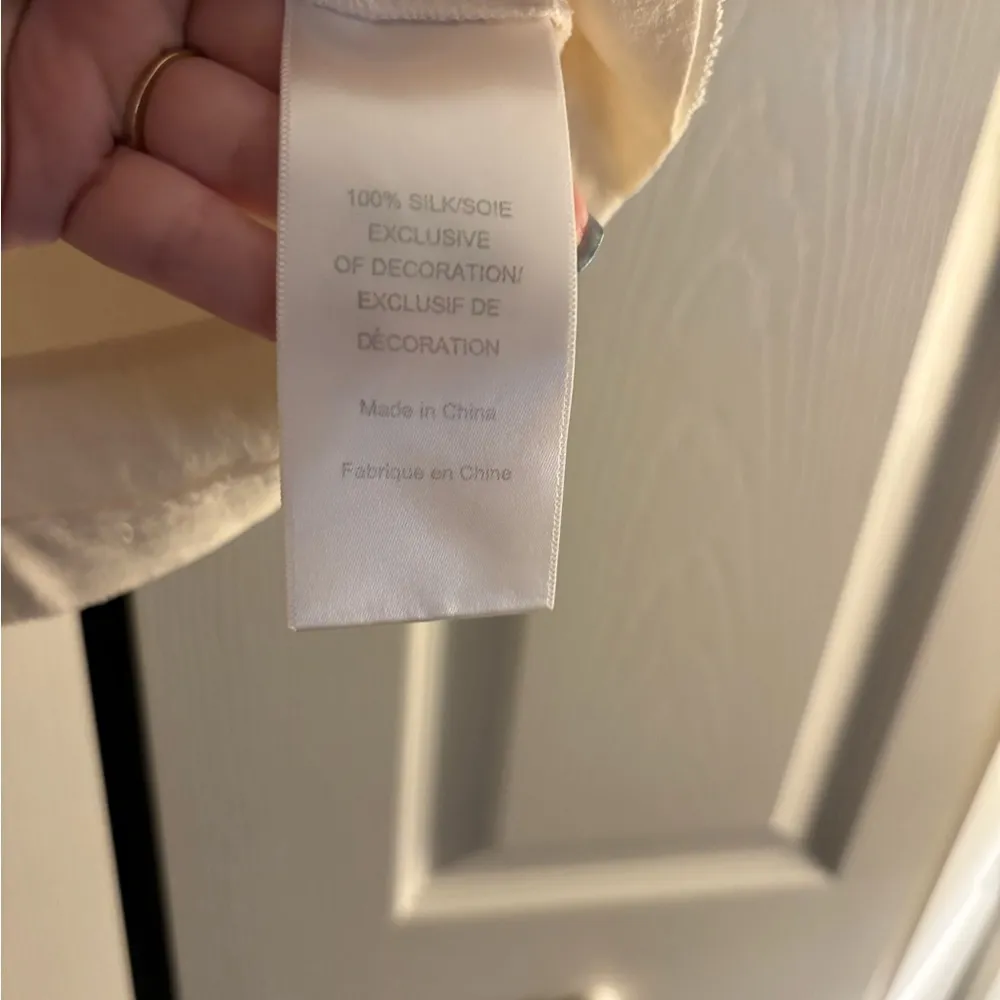 100% SILK/SOIE
EXCLUSIVE
OF DECORATION/
EXCLUSIF DE
DÉCORATION
Made in China
Fabrique en Chine